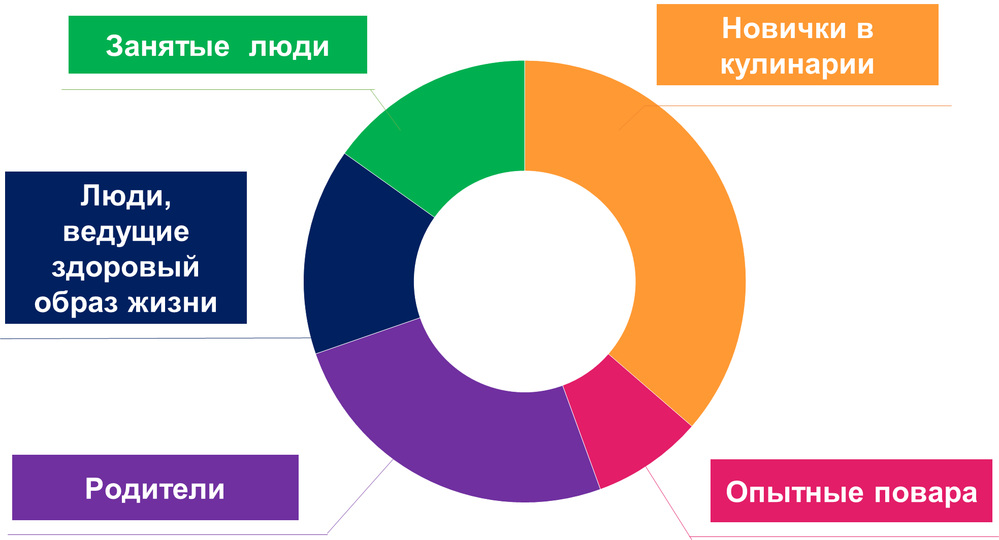 Занятые люди
Новички в
кулинарии
Люди,
ведущие
здоровый
образ жизни
Родители
Опытные повара